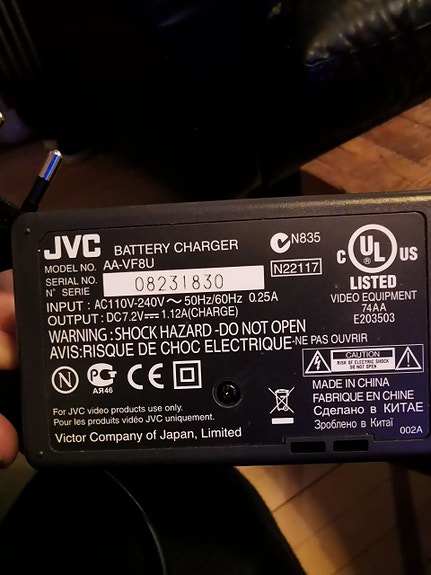 JVC BATTERY CHARGER
MODEL NO. AA-VF8U
SERIAL NO.
N° SERIE
08231830
INPUT : AC110V-240V ~ 50Hz/60Hz 0.25A
OUTPUT : DC7.2V⎓1.12A(CHARGE)
WARNING : SHOCK HAZARD -DO NOT OPEN
AVIS:RISQUE DE CHOC ELECTRIQUE-NE PAS OUVRIR
N835
N22117
C UL US
®
LISTED
VIDEO EQUIPMENT
74AA
E203503
CAUTION
RISK OF ELECTRIC SHOCK
DO NOT OPEN
N
РСТ
АЯ46
CE
For JVC video products use only.
Pour les produits vidéo JVC uniquement.
Victor Company of Japan, Limited
MADE IN CHINA
FABRIQUE EN CHINE
Сделано в КИТАЕ
Зроблено в Китаї
002A